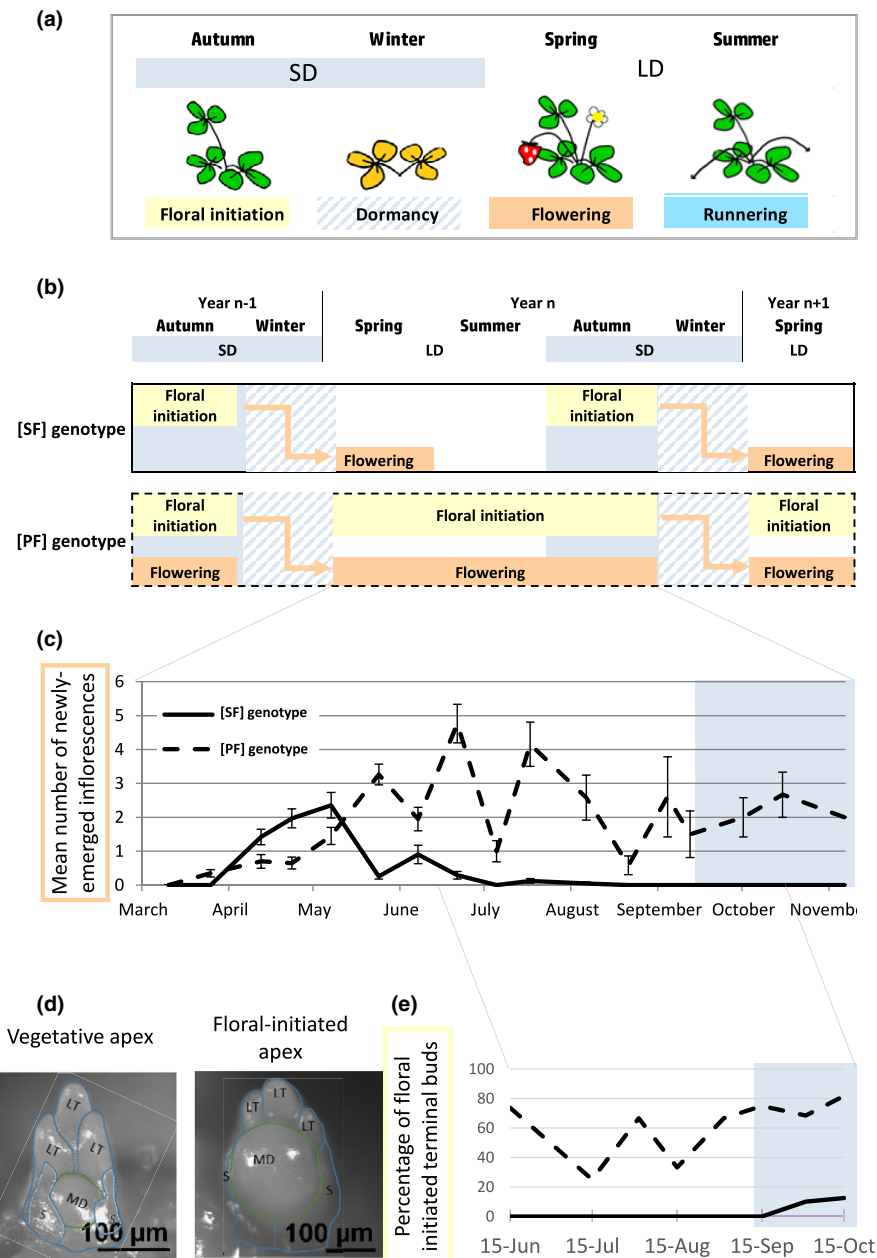 (a)
Autumn Winter Spring Summer
SD LD
Floral initiation Dormancy Flowering Runnering
(b)
Year n-1 Year n Year n+1
Autumn Winter Spring Summer Autumn Winter Spring
SD LD SD LD
[SF] genotype
Floral
initiation
Floral
initiation
Flowering
Flowering
[PF] genotype
Floral
initiation
Floral initiation
Floral
initiation
Flowering
Flowering
Flowering
(c)
Mean number of newly-
emerged inflorescences
6
5
4
3
2
1
0
[SF] genotype
[PF] genotype
March April May June July August September October Novembe
(d)
Vegetative apex
Floral-initiated
apex
LT
LT LT
MD
S
100 µm
LT
LT
LT
MD
S S
100 µm
(e)
Percentage of floral
initiated terminal buds
100
80
60
40
20
0
15-Jun 15-Jul 15-Aug 15-Sep 15-Oct